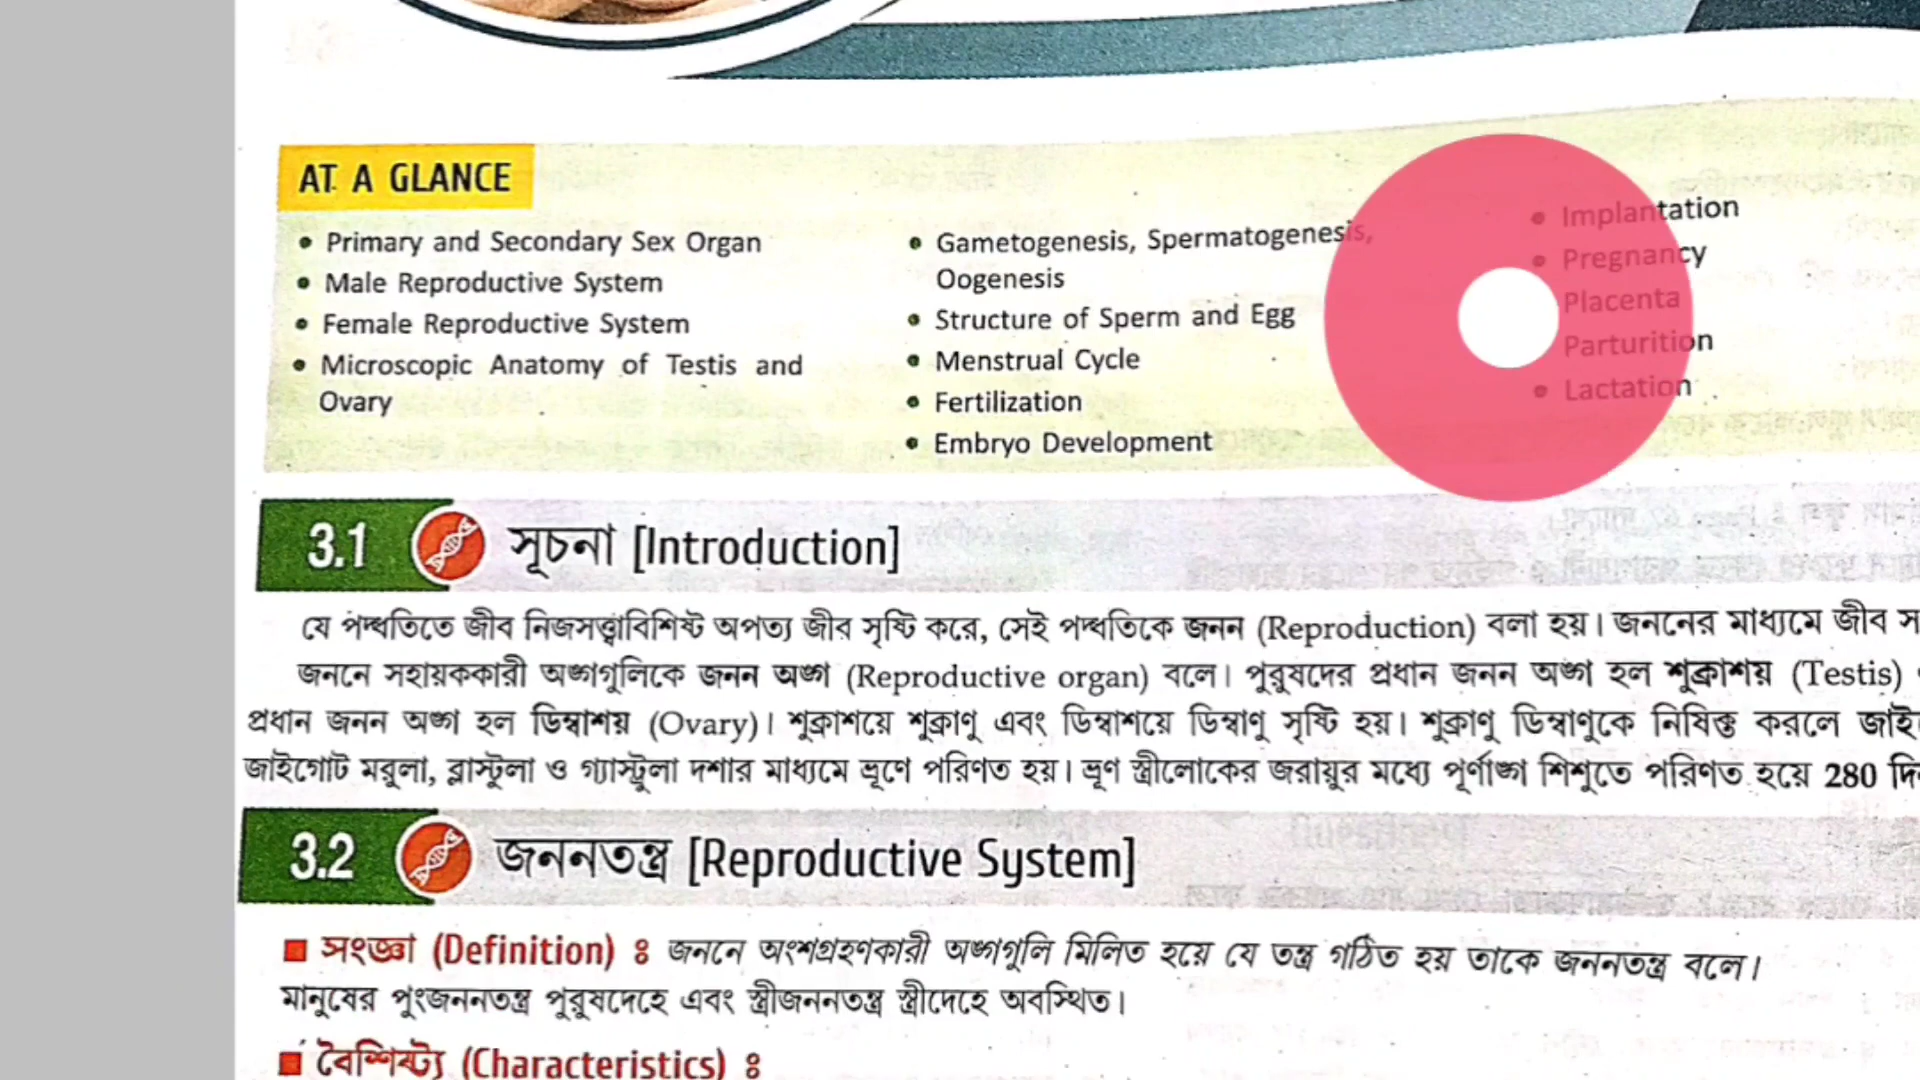 AT A GLANCE
• Primary and Secondary Sex Organ
• Male Reproductive System
• Female Reproductive System
• Microscopic Anatomy of Testis and
Ovary
• Gametogenesis, Spermatogenesis,
Oogenesis
• Structure of Sperm and Egg
• Menstrual Cycle
• Fertilization
• Embryo Development
• Implantation
• Pregnancy
Placenta
Parturition
• Lactation
3.1 সূচনা [Introduction]
যে পদ্ধতিতে জীব নিজসত্ত্বাবিশিষ্ট অপত্য জীব সৃষ্টি করে, সেই পদ্ধতিকে জনন (Reproduction) বলা হয়। জননের মাধ্যমে জীব স
জননে সহায়ককারী অঙ্গগুলিকে জনন অঙ্গ (Reproductive organ) বলে। পুরুষদের প্রধান জনন অঙ্গ হল শুক্রাশয় (Testis)
প্রধান জনন অঙ্গ হল ডিম্বাশয় (Ovary)। শুক্রাশয়ে শুক্রাণু এবং ডিম্বাশয়ে ডিম্বাণু সৃষ্টি হয়। শুক্রাণু ডিম্বাণুকে নিষিক্ত করলে জাই
জাইগোট মরুলা, ব্লাস্টুলা ও গ্যাস্ট্রুলা দশার মাধ্যমে ভ্রূণে পরিণত হয়। ভ্রূণ স্ত্রীলোকের জরায়ুর মধ্যে পূর্ণাঙ্গ শিশুতে পরিণত হয়ে 280 দি
3.2 জননতন্ত্র [Reproductive System]
■ সংজ্ঞা (Definition) ঃ জননে অংশগ্রহণকারী অঙ্গগুলি মিলিত হয়ে যে তন্ত্র গঠিত হয় তাকে জননতন্ত্র বলে।
মানুষের পুংজননতন্ত্র পুরুষদেহে এবং স্ত্রীজননতন্ত্র স্ত্রীদেহে অবস্থিত।
■ বৈশিষ্ট্য (Characteristics) ঃ